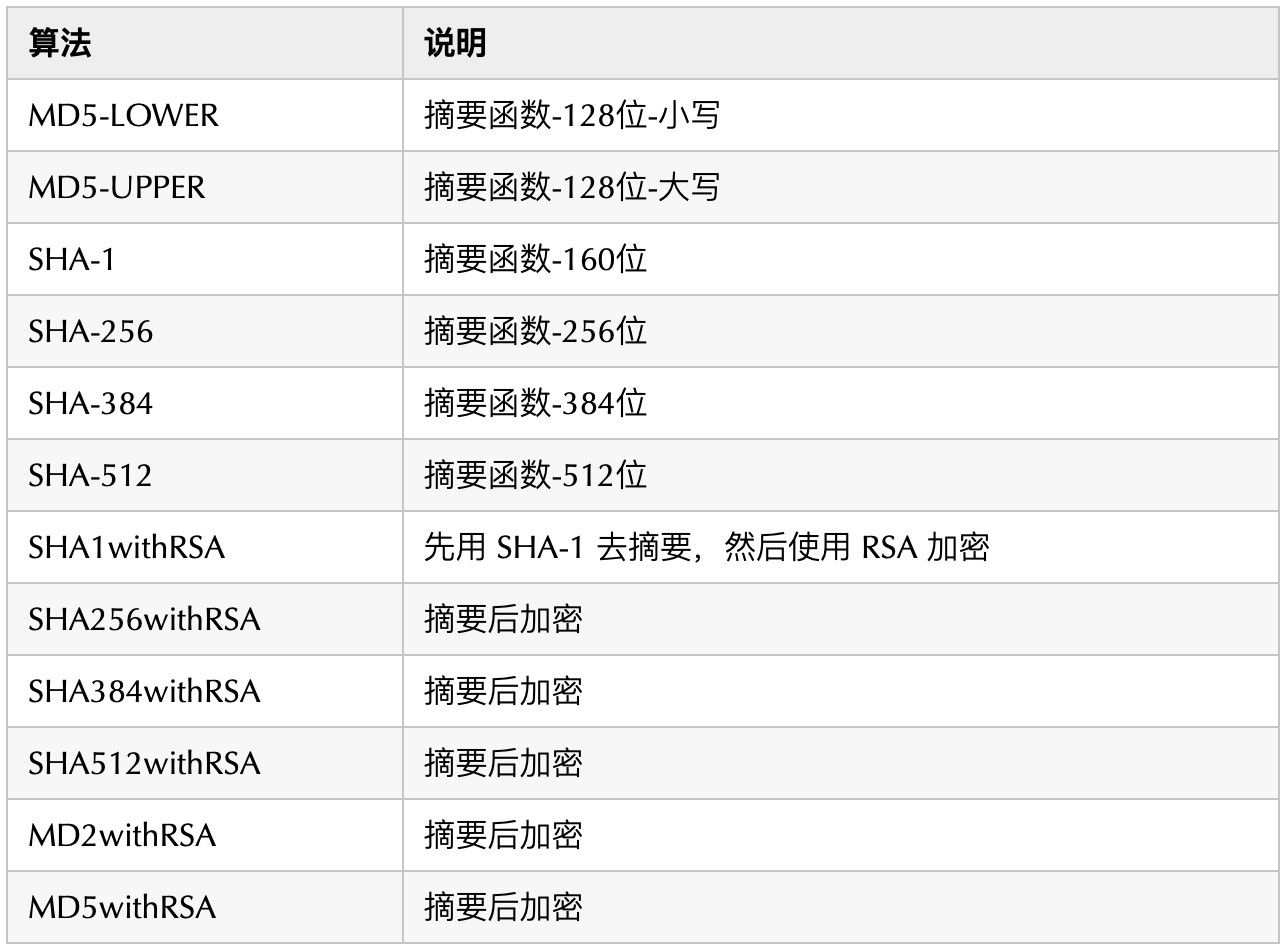 算法 说明
MD5-LOWER 摘要函数-128位-小写
MD5-UPPER 摘要函数-128位-大写
SHA-1 摘要函数-160位
SHA-256 摘要函数-256位
SHA-384 摘要函数-384位
SHA-512 摘要函数-512位
SHA1withRSA 先用 SHA-1 去摘要，然后使用 RSA 加密
SHA256withRSA 摘要后加密
SHA384withRSA 摘要后加密
SHA512withRSA 摘要后加密
MD2withRSA 摘要后加密
MD5withRSA 摘要后加密